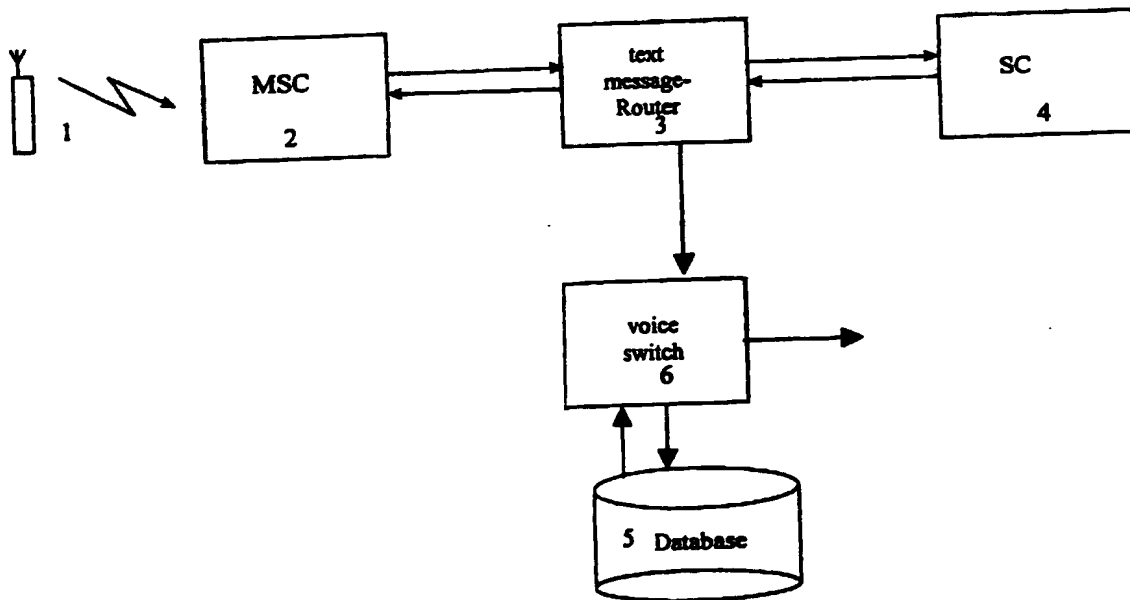 1
MSC
2
text
message-
Router
3
SC
4
voice
switch
6
5 Database